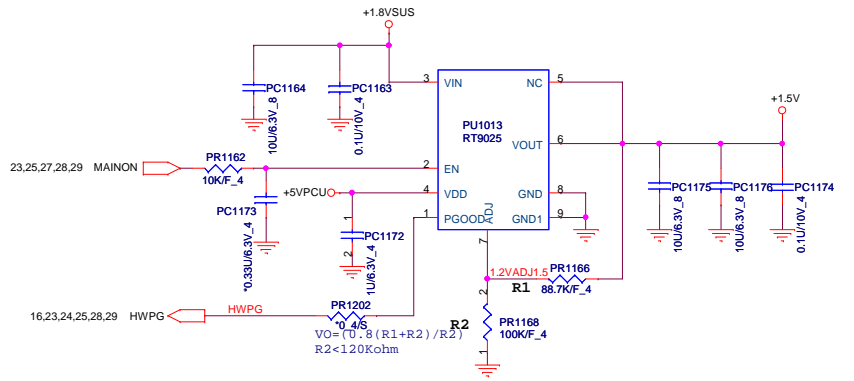 +1.8VSUS
PC1164
10U/6.3V_8
PC1163
0.1U/10V_4
3
VIN
NC
5
PU1013
RT9025
+1.5V
VOUT
6
23,25,27,28,29 MAINON
PR1162
10K/F_4
2
EN
PC1173
*0.33U/6.3V_4
+5VPCU
4
VDD
GND
8
1
PGOOD
ADJ
GND1
9
7
PC1175
10U/6.3V_8
PC1176
10U/6.3V_8
PC1174
0.1U/10V_4
1
PC1172
2
1U/6.3V_4
1.2VADJ1.5
PR1166
R1
88.7K/F_4
16,23,24,25,28,29 HWPG
HWPG
PR1202
*0_4/S
R2
2
PR1168
100K/F_4
1
VO=(0.8(R1+R2)/R2)
R2<120Kohm